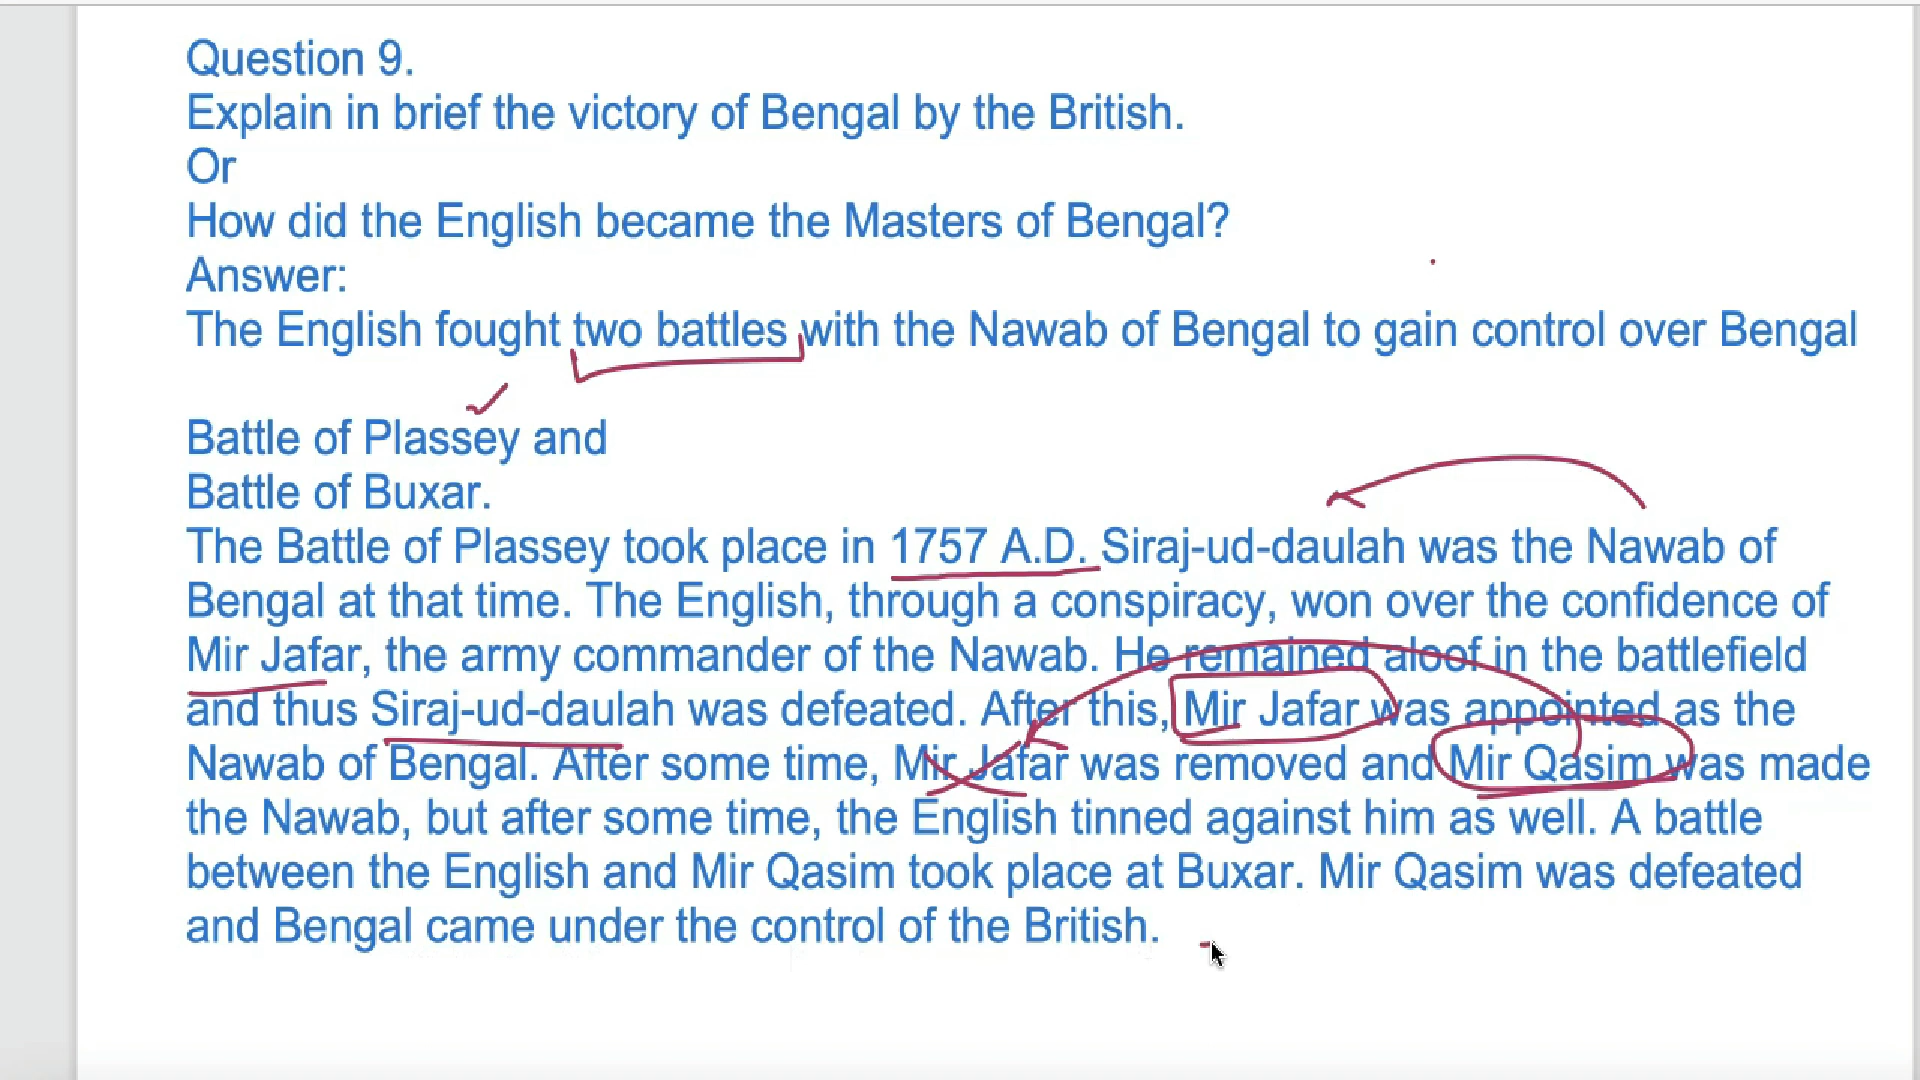 Question 9.
Explain in brief the victory of Bengal by the British.
Or
How did the English became the Masters of Bengal?
Answer:
The English fought two battles with the Nawab of Bengal to gain control over Bengal
Battle of Plassey and
Battle of Buxar.
The Battle of Plassey took place in 1757 A.D. Siraj-ud-daulah was the Nawab of
Bengal at that time. The English, through a conspiracy, won over the confidence of
Mir Jafar, the army commander of the Nawab. He remained aloof in the battlefield
and thus Siraj-ud-daulah was defeated. After this, Mir Jafar was appointed as the
Nawab of Bengal. After some time, Mir Jafar was removed and Mir Qasim was made
the Nawab, but after some time, the English tinned against him as well. A battle
between the English and Mir Qasim took place at Buxar. Mir Qasim was defeated
and Bengal came under the control of the British.